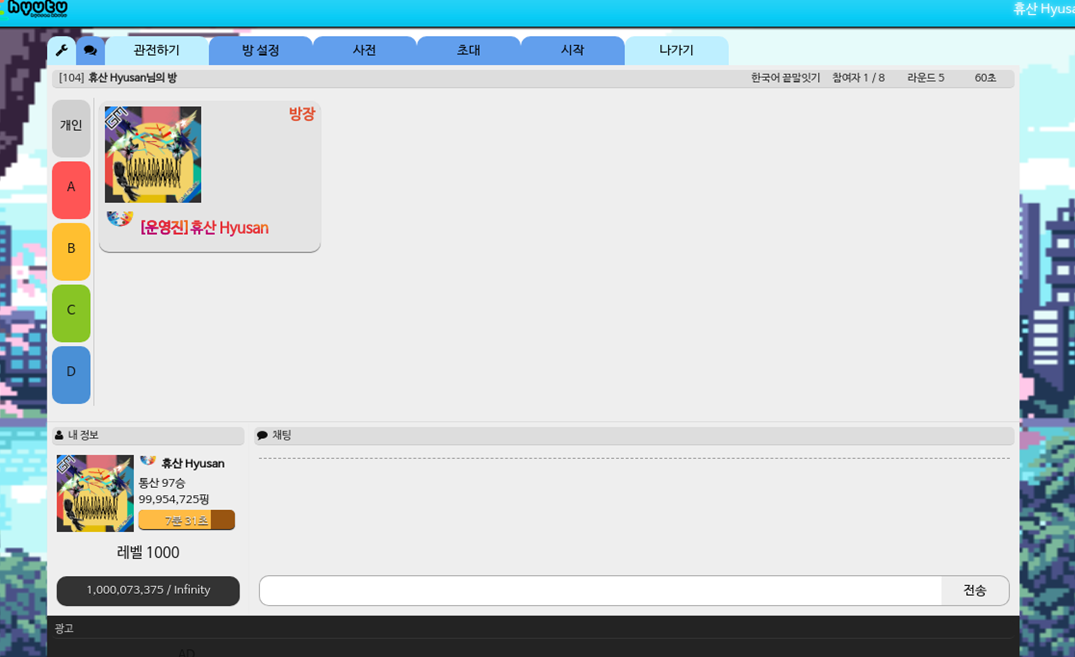 hyutu
휴산 Hyusa
관전하기 방 설정 사전 초대 시작 나가기
[104] 휴산 Hyusan님의 방 한국어 끝말잇기 참여자 1 / 8 라운드 5 60초
개인
A
B
C
D
GM
방장
[운영진] 휴산 Hyusan
내 정보
채팅
GM
휴산 Hyusan
통산 97승
99,954,725핑
7분 31초
레벨 1000
1,000,073,375 / Infinity
전송
광고
AD